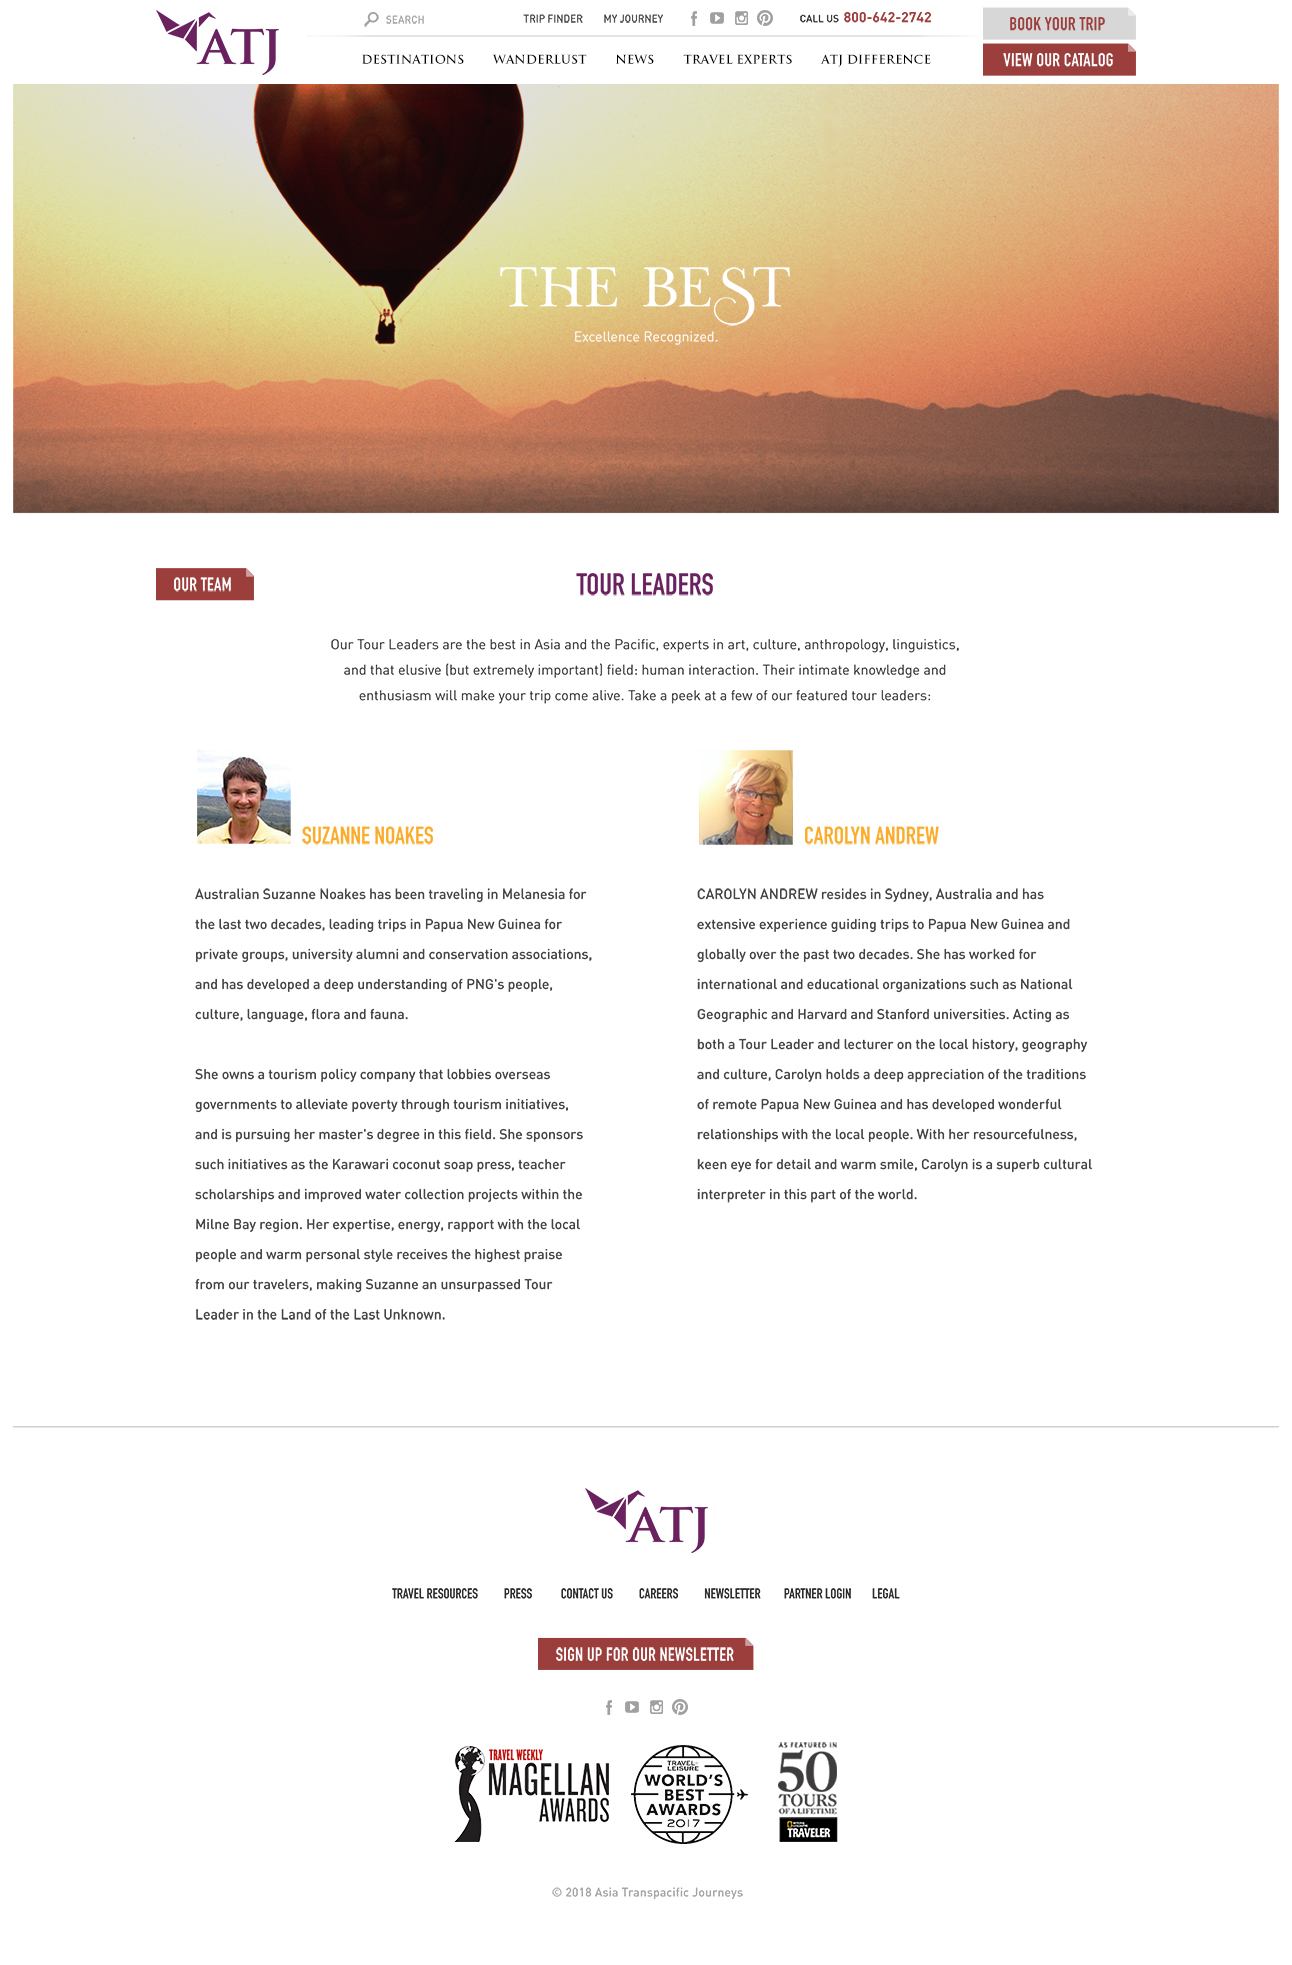 ATJ
SEARCH
TRIP FINDER
MY JOURNEY
CALL US 800-642-2742
BOOK YOUR TRIP
VIEW OUR CATALOG
DESTINATIONS
WANDERLUST
NEWS
TRAVEL EXPERTS
ATJ DIFFERENCE
THE BEST
Excellence Recognized.
OUR TEAM
TOUR LEADERS
Our Tour Leaders are the best in Asia and the Pacific, experts in art, culture, anthropology, linguistics,
and that elusive (but extremely important) field: human interaction. Their intimate knowledge and
enthusiasm will make your trip come alive. Take a peek at a few of our featured tour leaders:
SUZANNE NOAKES
Australian Suzanne Noakes has been traveling in Melanesia for
the last two decades, leading trips in Papua New Guinea for
private groups, university alumni and conservation associations,
and has developed a deep understanding of PNG's people,
culture, language, flora and fauna.
She owns a tourism policy company that lobbies overseas
governments to alleviate poverty through tourism initiatives,
and is pursuing her master's degree in this field. She sponsors
such initiatives as the Karawari coconut soap press, teacher
scholarships and improved water collection projects within the
Milne Bay region. Her expertise, energy, rapport with the local
people and warm personal style receives the highest praise
from our travelers, making Suzanne an unsurpassed Tour
Leader in the Land of the Last Unknown.
CAROLYN ANDREW
CAROLYN ANDREW resides in Sydney, Australia and has
extensive experience guiding trips to Papua New Guinea and
globally over the past two decades. She has worked for
international and educational organizations such as National
Geographic and Harvard and Stanford universities. Acting as
both a Tour Leader and lecturer on the local history, geography
and culture, Carolyn holds a deep appreciation of the traditions
of remote Papua New Guinea and has developed wonderful
relationships with the local people. With her resourcefulness,
keen eye for detail and warm smile, Carolyn is a superb cultural
interpreter in this part of the world.
ATJ
TRAVEL RESOURCES
PRESS
CONTACT US
CAREERS
NEWSLETTER
PARTNER LOGIN
LEGAL
SIGN UP FOR OUR NEWSLETTER
TRAVEL WEEKLY
MAGELLAN
AWARDS
TRAVEL+
LEISURE
WORLD'S
BEST
AWARDS
2017
AS FEATURED IN
50
TOURS
OF A LIFETIME
TRAVELER
© 2018 Asia Transpacific Journeys